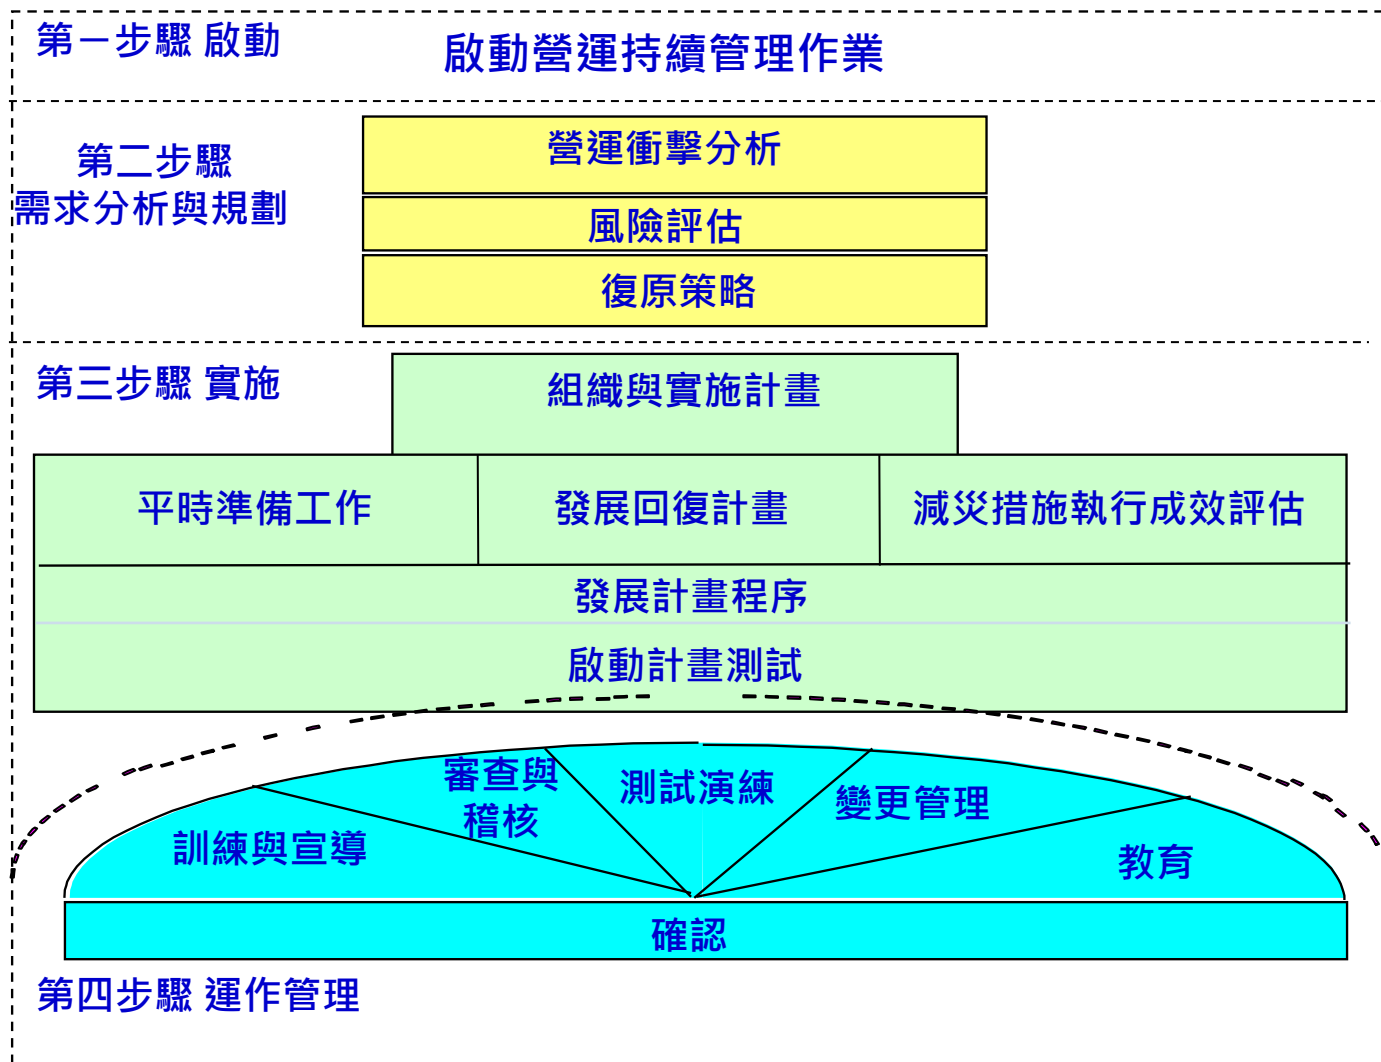 第一步驟 啟動
啟動營運持續管理作業
第二步驟
需求分析與規劃
營運衝擊分析
風險評估
復原策略
第三步驟 實施
組織與實施計畫
平時準備工作
發展回復計畫
減災措施執行成效評估
發展計畫程序
啟動計畫測試
訓練與宣導
審查與
稽核
測試演練
變更管理
教育
確認
第四步驟 運作管理